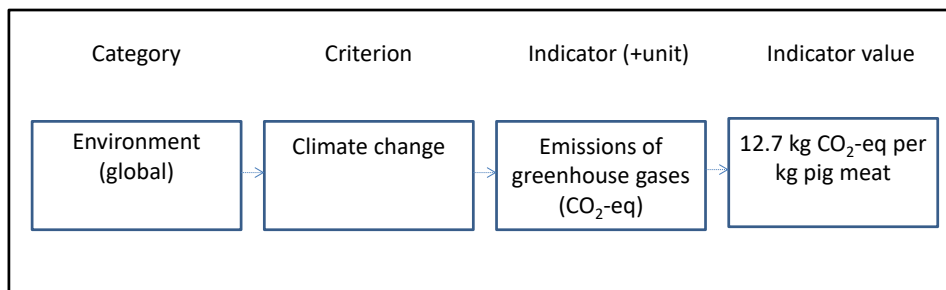 Category Criterion Indicator (+unit) Indicator value
Environment
(global)
Climate change
Emissions of
greenhouse gases
(CO₂-eq)
12.7 kg CO₂-eq per
kg pig meat